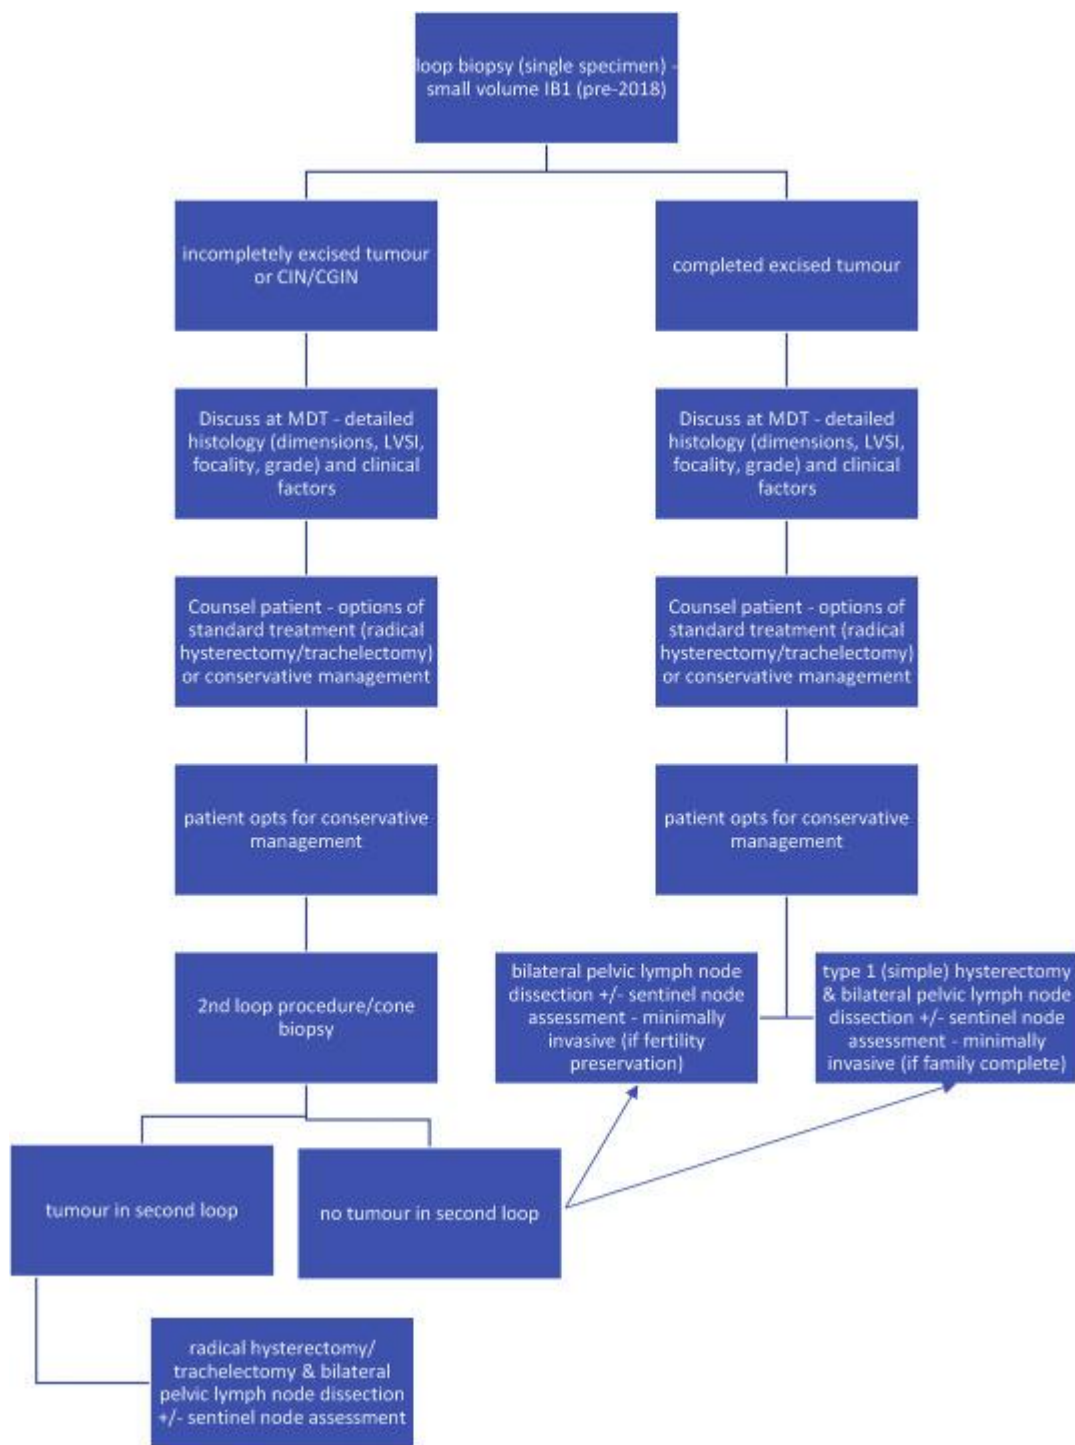 loop biopsy (single specimen) -
small volume IB1 (pre-2018)
incompletely excised tumour
or CIN/CGIN
completed excised tumour
Discuss at MDT - detailed
histology (dimensions, LVSI,
focality, grade) and clinical
factors
Discuss at MDT - detailed
histology (dimensions, LVSI,
focality, grade) and clinical
factors
Counsel patient - options of
standard treatment (radical
hysterectomy/trachelectomy)
or conservative management
Counsel patient - options of
standard treatment (radical
hysterectomy/trachelectomy)
or conservative management
patient opts for conservative
management
patient opts for conservative
management
2nd loop procedure/cone
biopsy
bilateral pelvic lymph node
dissection +/- sentinel node
assessment - minimally
invasive (if fertility
preservation)
type 1 (simple) hysterectomy
& bilateral pelvic lymph node
dissection +/- sentinel node
assessment - minimally
invasive (if family complete)
tumour in second loop
no tumour in second loop
radical hysterectomy/
trachelectomy & bilateral
pelvic lymph node dissection
+/- sentinel node assessment